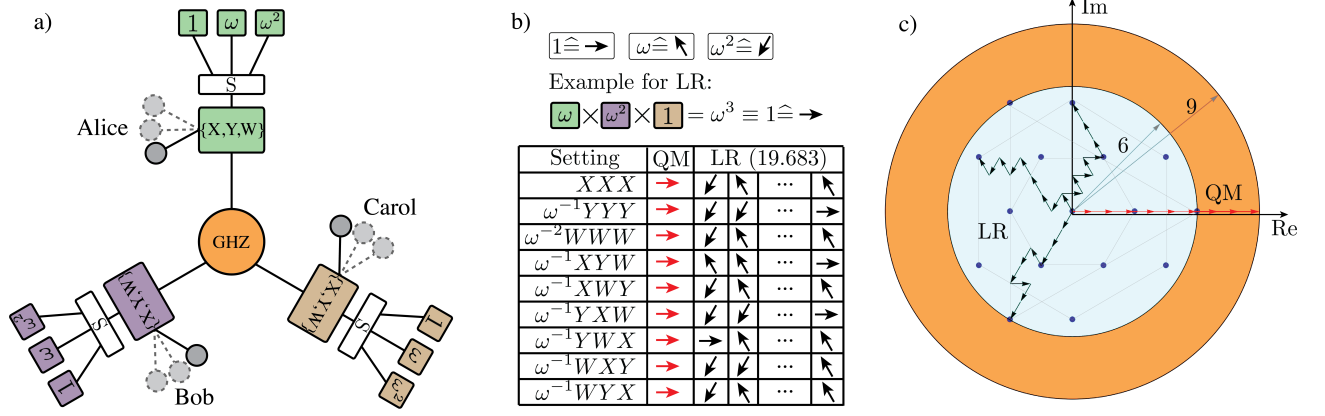 a)
1 ω ω²
S
Alice
{X,Y,W}
GHZ
Carol
{X,Y,W}
S
1
ω
ω²
{X,Y,W}
S
ω²
ω
1
Bob
b)
1≙→ ω≙↖ ω²≙↙
Example for LR:
ω × ω² × 1 = ω³ ≡ 1≙→
Setting QM LR (19.683)
XXX → ↙ ↖ ... ↖
ω⁻¹YYY → ↙ ↙ ... →
ω⁻²WWW → ↙ ↖ ... ↖
ω⁻¹XYW → ↖ ↖ ... →
ω⁻¹XWY → ↙ ↖ ... ↖
ω⁻¹YXW → ↙ ↙ ... →
ω⁻¹YWX → → ↖ ... ↖
ω⁻¹WXY → ↙ ↙ ... ↖
ω⁻¹WYX → ↙ ↖ ... ↖
c)
Im
9
6
QM
LR
Re